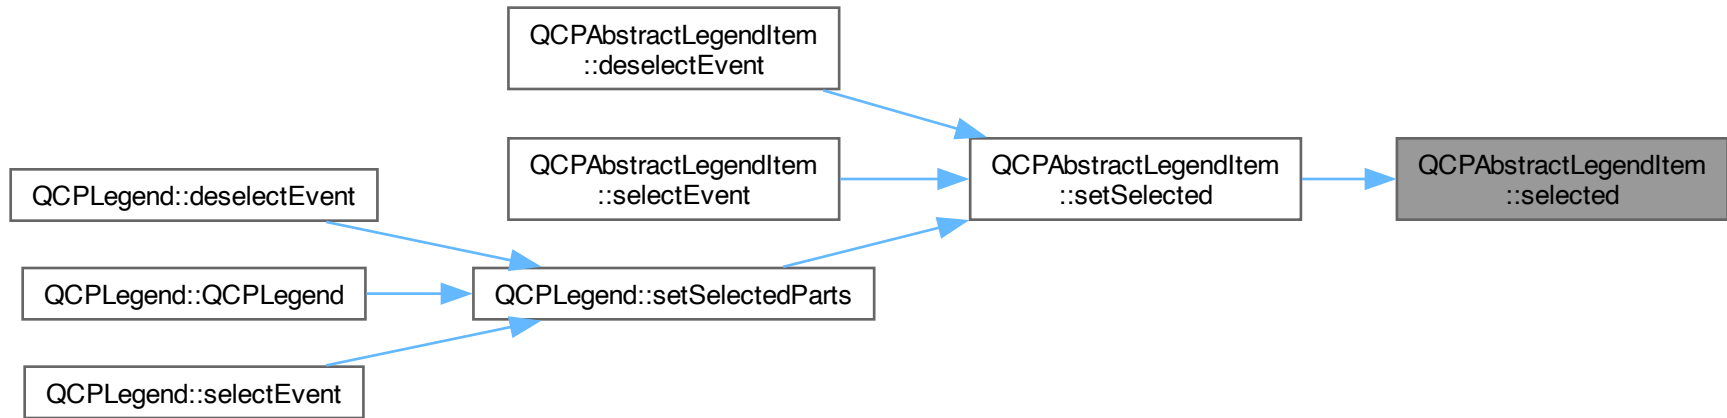 QCPAbstractLegendItem
::deselectEvent
QCPAbstractLegendItem
::selectEvent
QCPAbstractLegendItem
::setSelected
QCPAbstractLegendItem
::selected
QCPLegend::deselectEvent
QCPLegend::QCPLegend
QCPLegend::setSelectedParts
QCPLegend::selectEvent